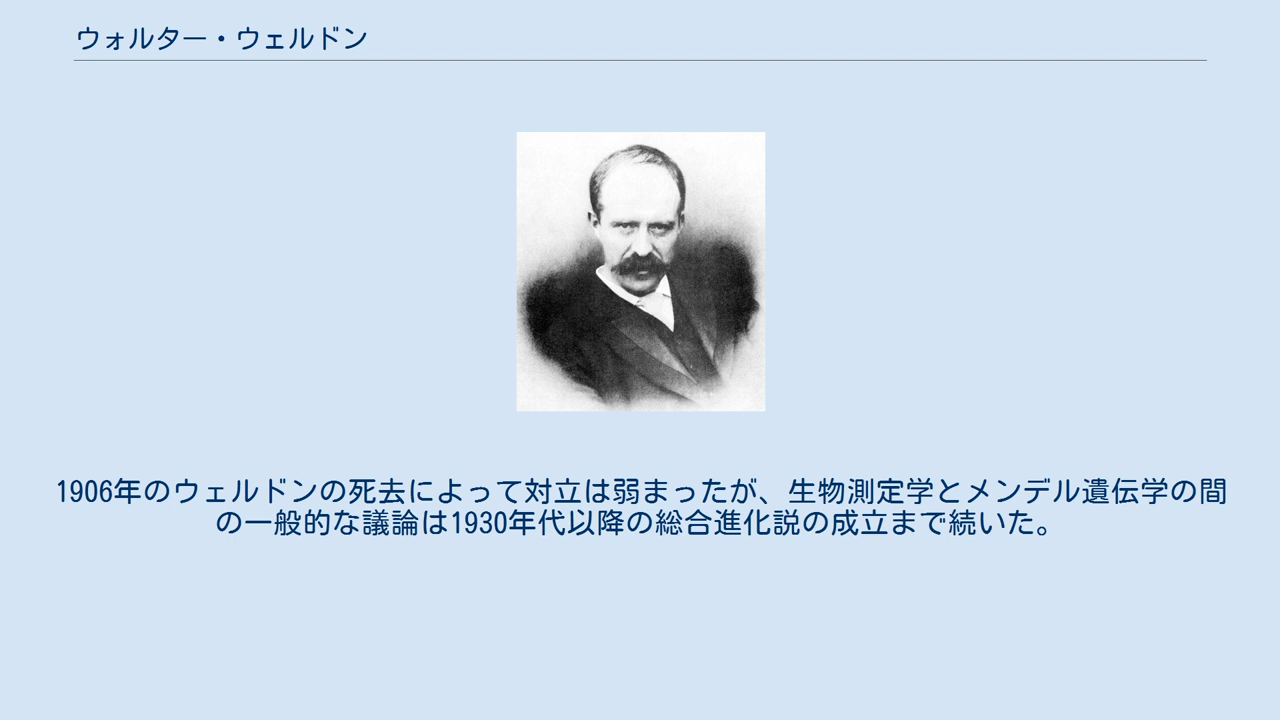 ウォルター・ウェルドン
1906年のウェルドンの死去によって対立は弱まったが、生物測定学とメンデル遺伝学の間
の一般的な議論は1930年代以降の総合進化説の成立まで続いた。